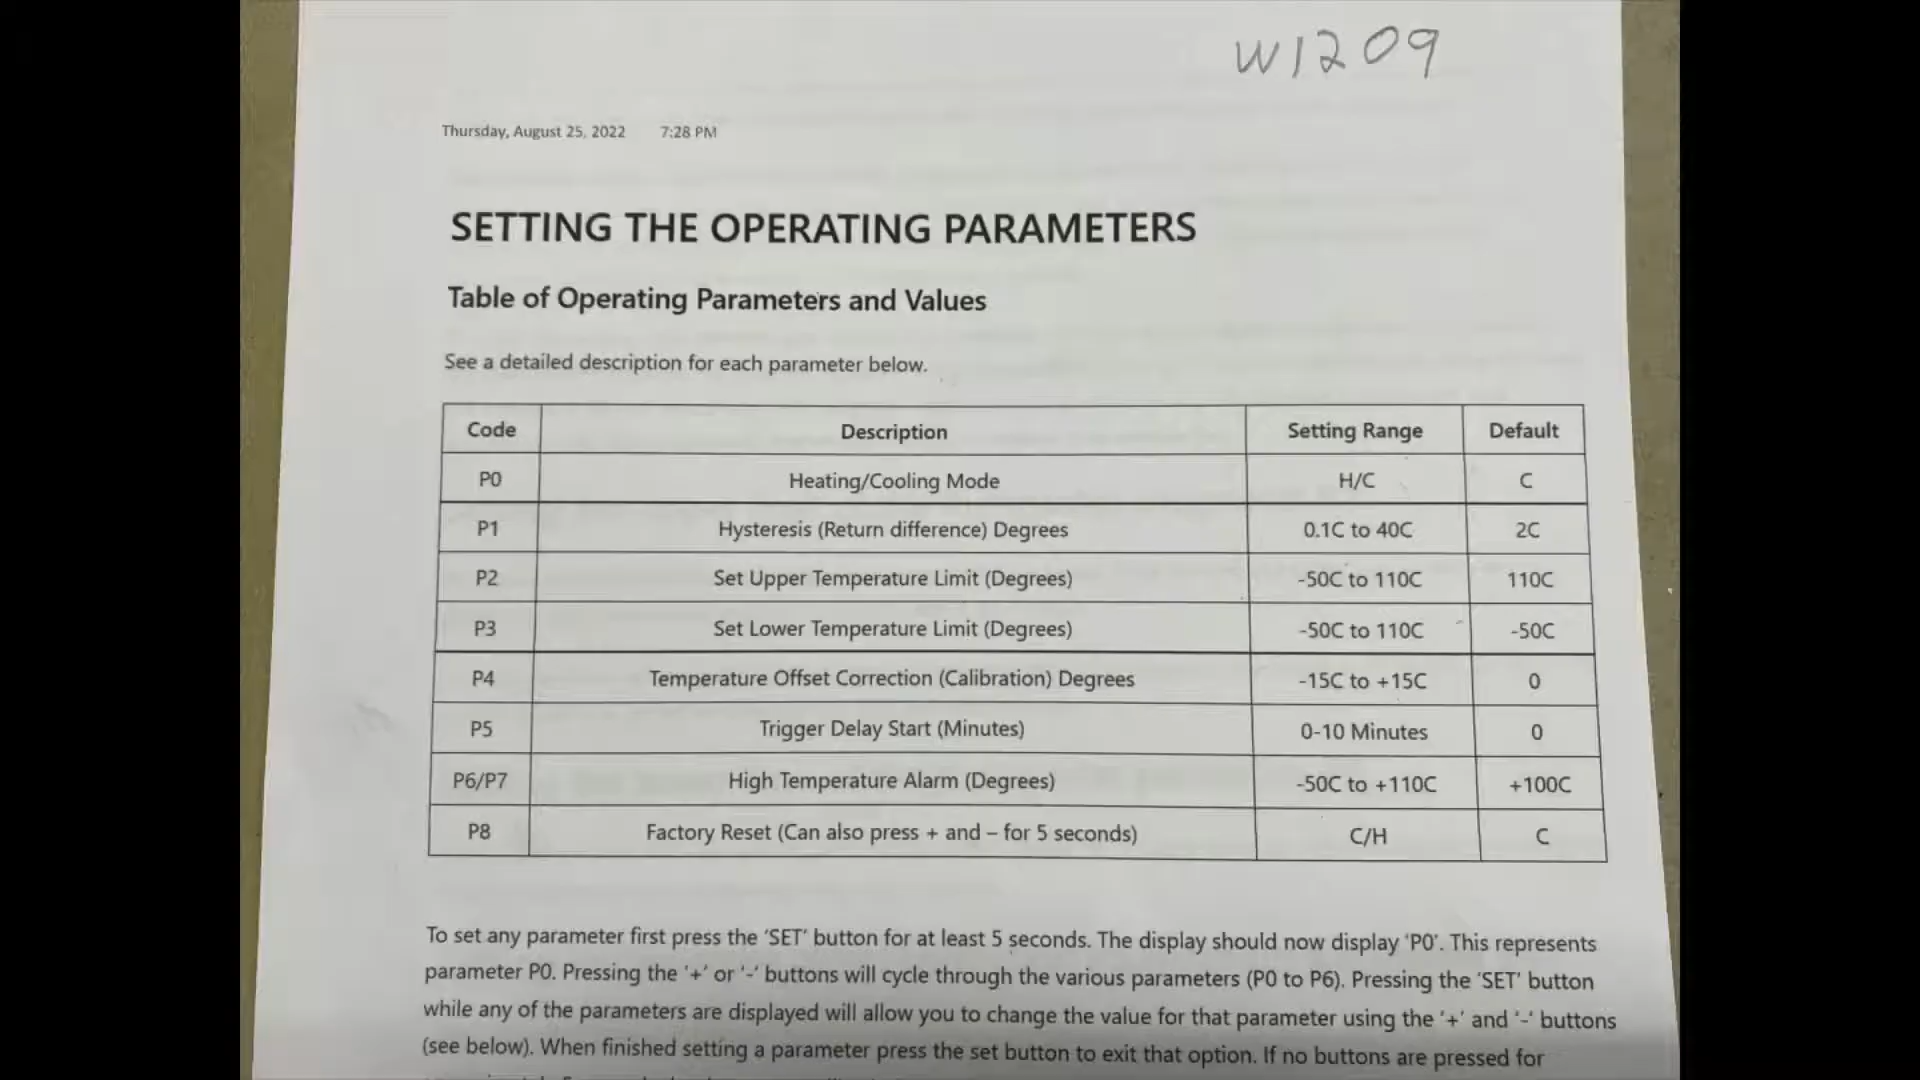 W1209
Thursday, August 25, 2022 7:28 PM
SETTING THE OPERATING PARAMETERS
Table of Operating Parameters and Values
See a detailed description for each parameter below.
Code Description Setting Range Default
P0 Heating/Cooling Mode H/C C
P1 Hysteresis (Return difference) Degrees 0.1C to 40C 2C
P2 Set Upper Temperature Limit (Degrees) -50C to 110C 110C
P3 Set Lower Temperature Limit (Degrees) -50C to 110C -50C
P4 Temperature Offset Correction (Calibration) Degrees -15C to +15C 0
P5 Trigger Delay Start (Minutes) 0-10 Minutes 0
P6/P7 High Temperature Alarm (Degrees) -50C to +110C +100C
P8 Factory Reset (Can also press + and – for 5 seconds) C/H C
To set any parameter first press the 'SET' button for at least 5 seconds. The display should now display 'P0'. This represents
parameter P0. Pressing the '+' or '-' buttons will cycle through the various parameters (P0 to P6). Pressing the 'SET' button
while any of the parameters are displayed will allow you to change the value for that parameter using the '+' and '-' buttons
(see below). When finished setting a parameter press the set button to exit that option. If no buttons are pressed for